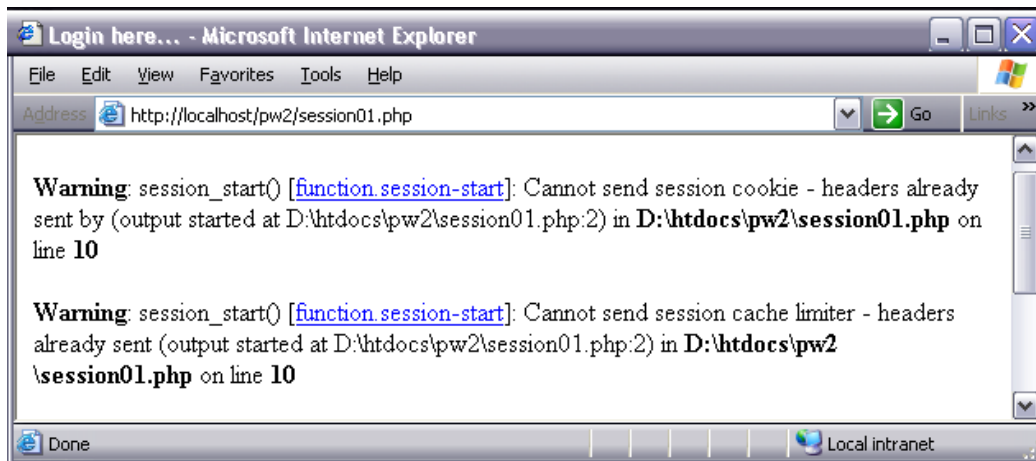 Login here... - Microsoft Internet Explorer
File Edit View Favorites Tools Help
Address http://localhost/pw2/session01.php Go Links »
Warning: session_start() [function.session-start]: Cannot send session cookie - headers already
sent by (output started at D:\htdocs\pw2\session01.php:2) in D:\htdocs\pw2\session01.php on
line 10
Warning: session_start() [function.session-start]: Cannot send session cache limiter - headers
already sent (output started at D:\htdocs\pw2\session01.php:2) in D:\htdocs\pw2
\session01.php on line 10
Done Local intranet